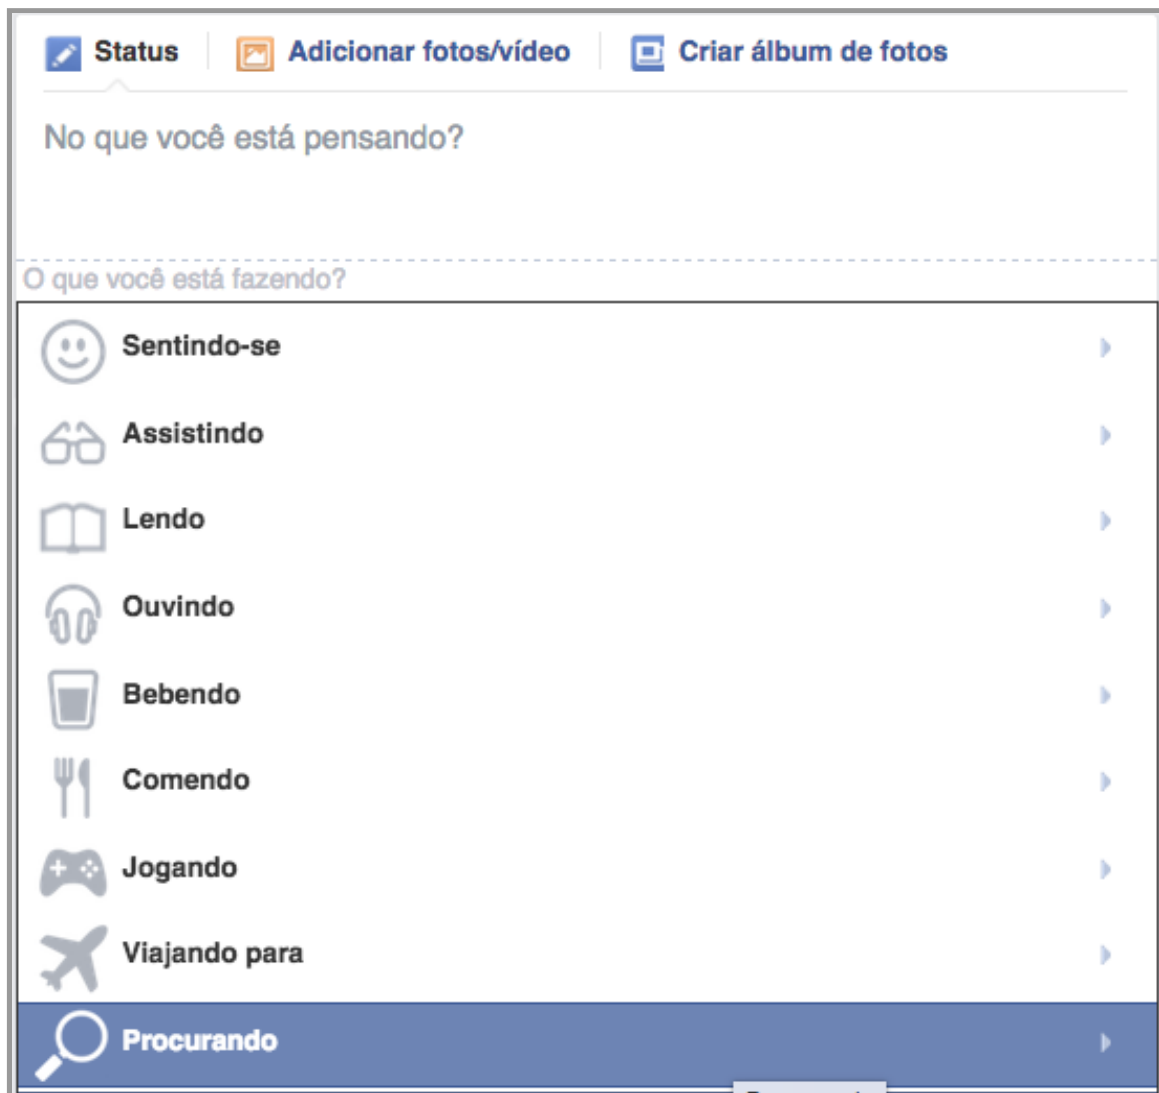 Status Adicionar fotos/vídeo Criar álbum de fotos
No que você está pensando?
O que você está fazendo?
Sentindo-se
Assistindo
Lendo
Ouvindo
Bebendo
Comendo
Jogando
Viajando para
Procurando